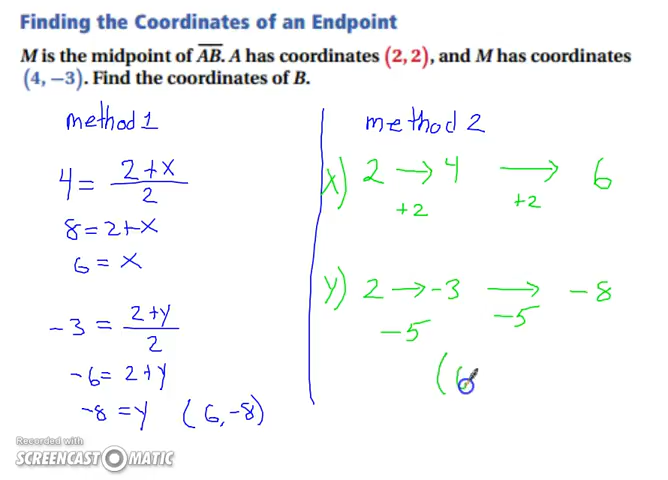 Finding the Coordinates of an Endpoint
M is the midpoint of AB. A has coordinates (2, 2), and M has coordinates
(4, −3). Find the coordinates of B.
method 1
4 = 2+x / 2
8 = 2+x
6 = x
-3 = 2+y / 2
-6 = 2+y
-8 = y (6, -8)
method 2
x) 2 → 4 → 6
+2 +2
y) 2 → -3 → -8
-5 -5
(6
Recorded with
SCREENCAST MATIC